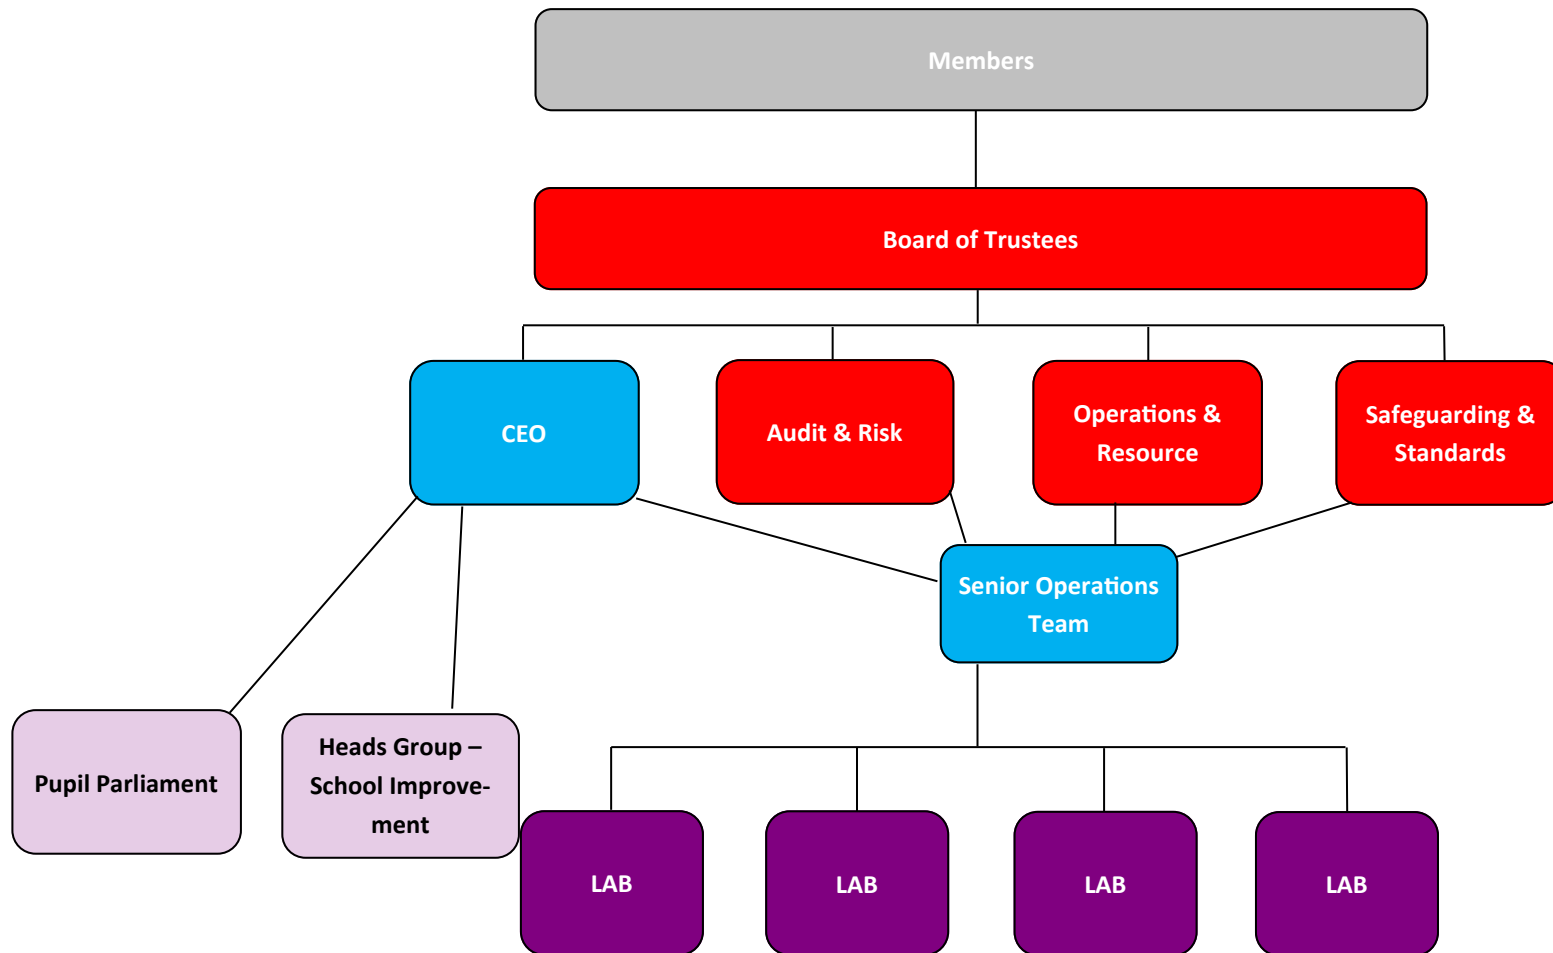 Members
Board of Trustees
CEO
Audit & Risk
Operations &
Resource
Safeguarding &
Standards
Senior Operations
Team
Pupil Parliament
Heads Group –
School Improve-
ment
LAB
LAB
LAB
LAB